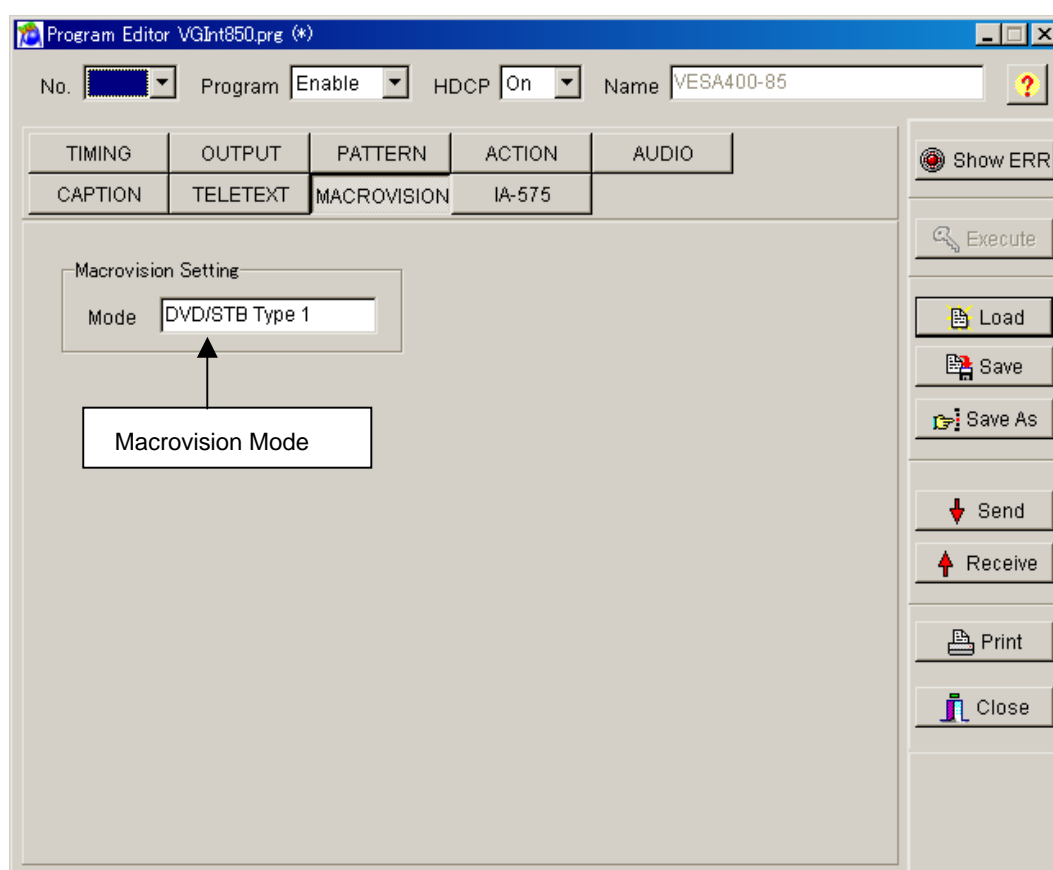 Program Editor VGInt850.prg (*)
No. Program Enable HDCP On Name VESA400-85 ?
TIMING OUTPUT PATTERN ACTION AUDIO
CAPTION TELETEXT MACROVISION IA-575
Macrovision Setting
Mode DVD/STB Type 1
Macrovision Mode
Show ERR
Execute
Load
Save
Save As
Send
Receive
Print
Close